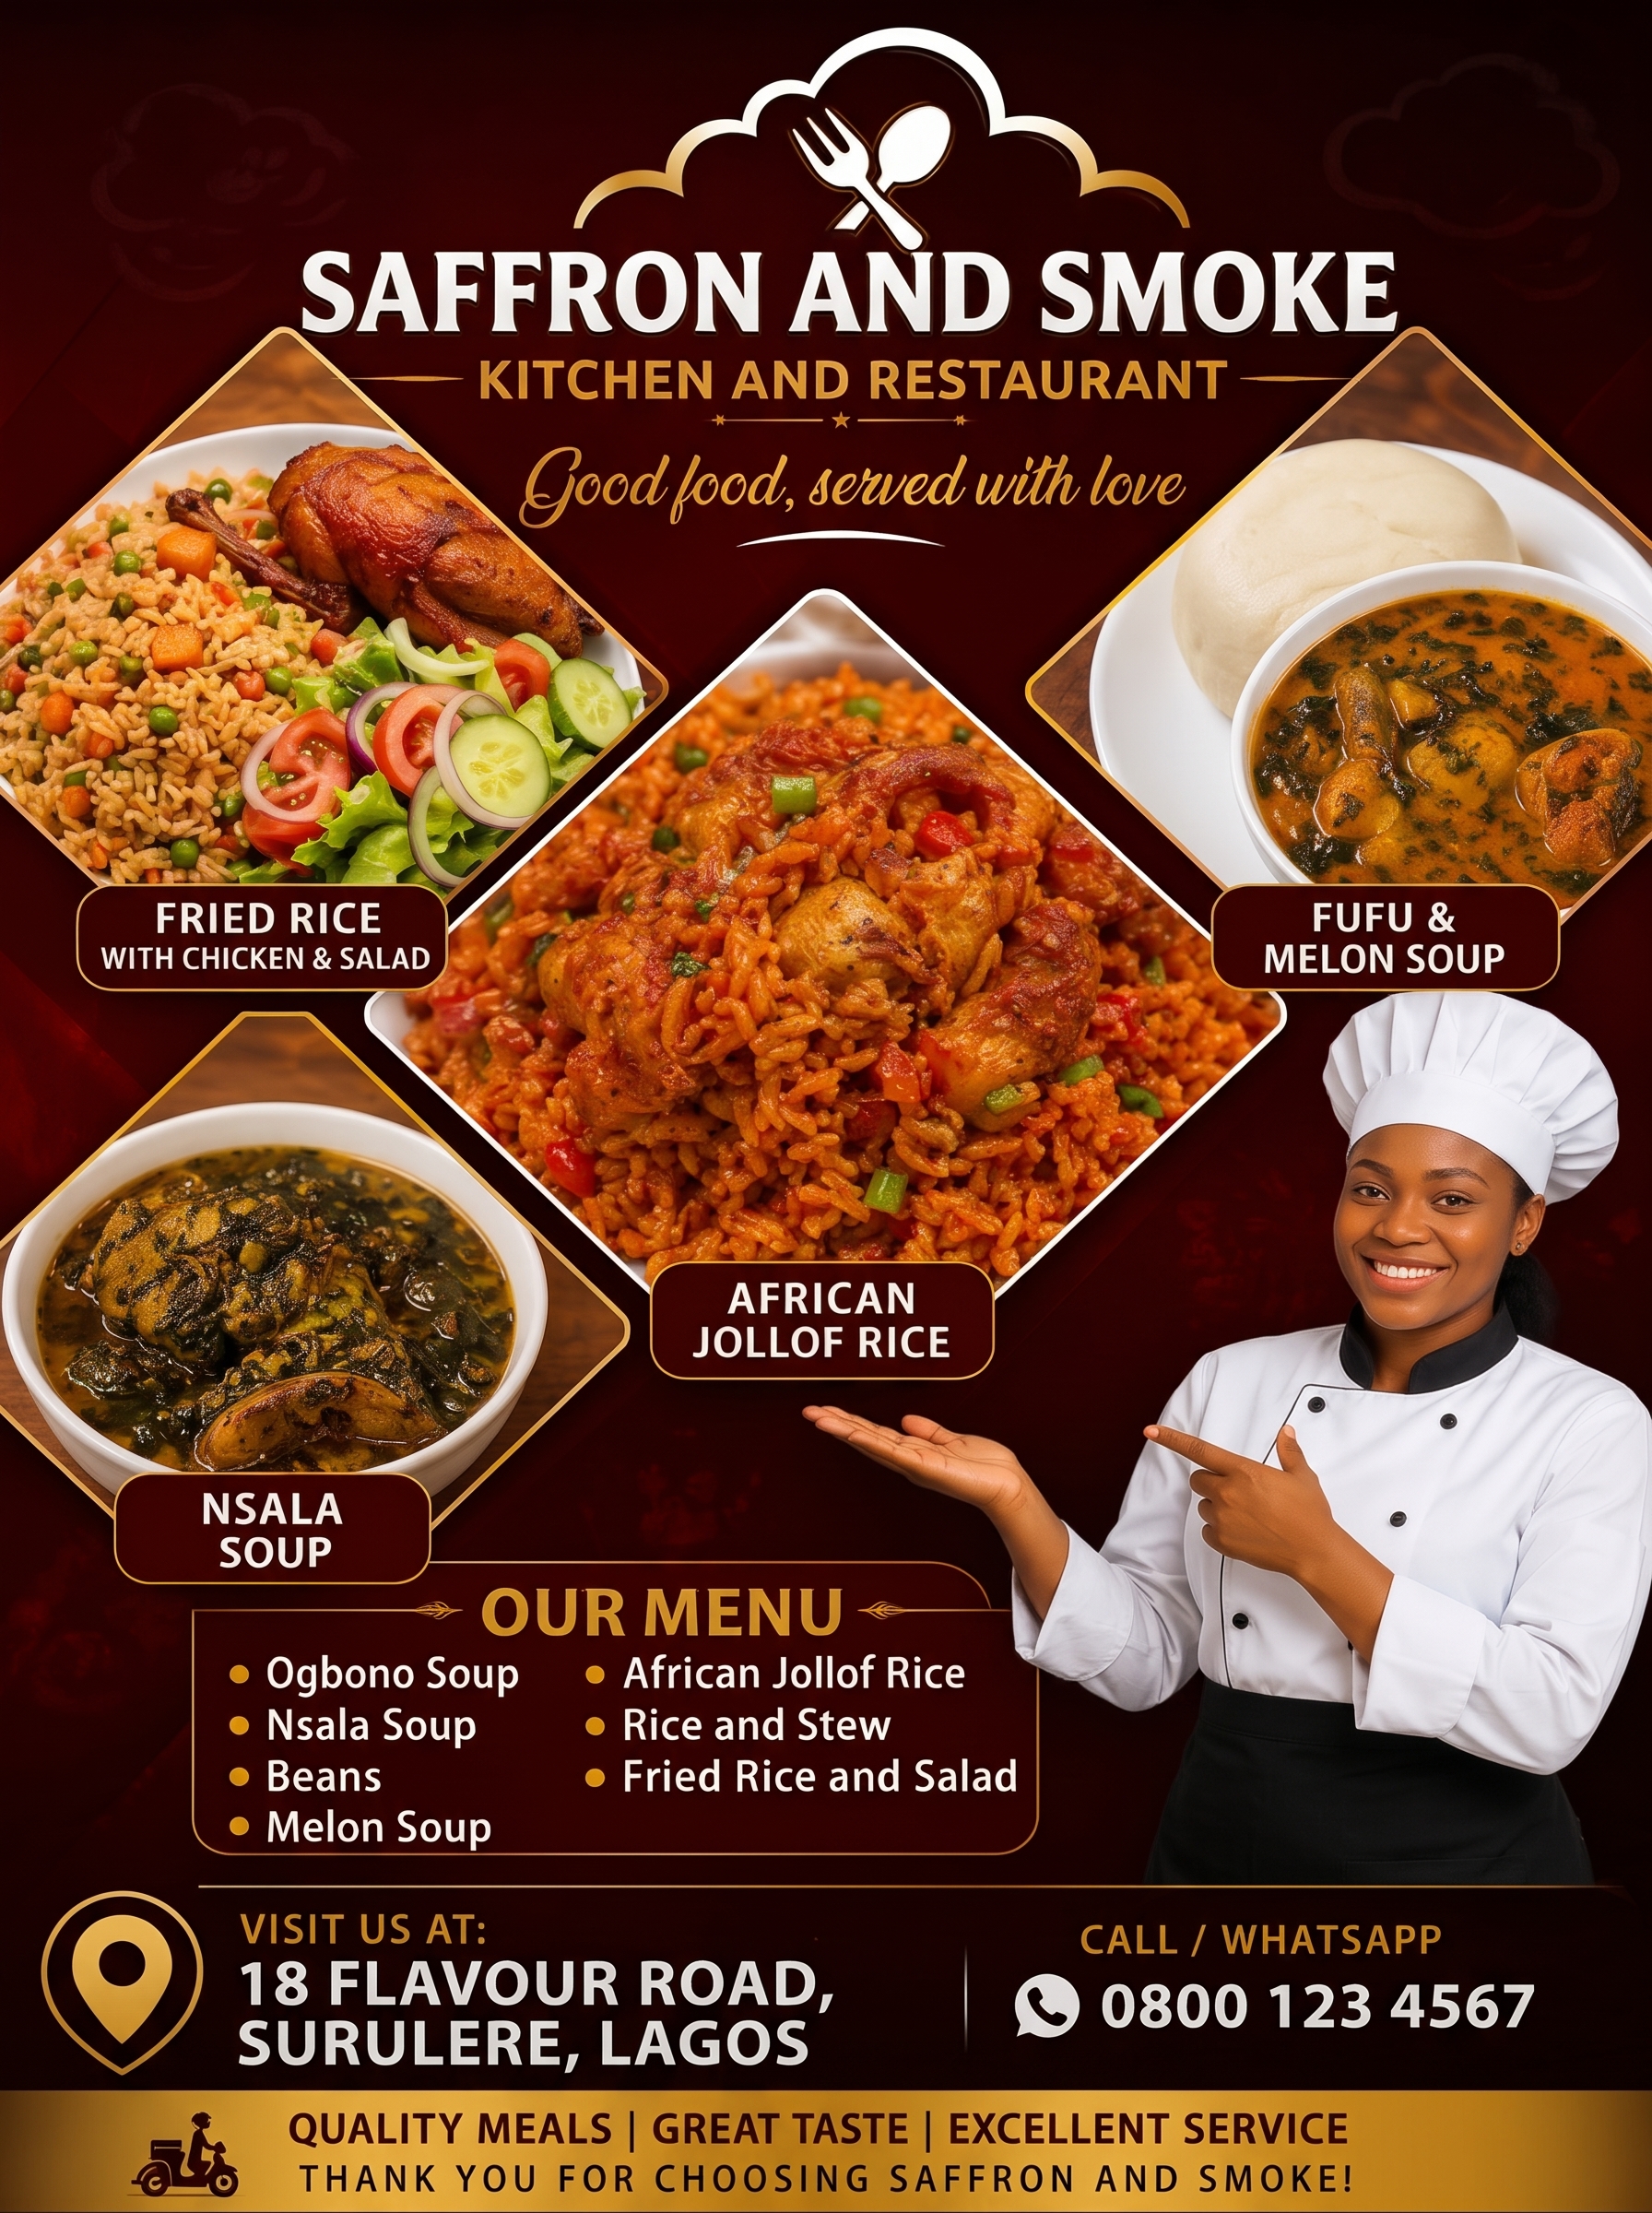 SAFFRON AND SMOKE
KITCHEN AND RESTAURANT
Good food, served with love
FRIED RICE
WITH CHICKEN & SALAD
FUFU &
MELON SOUP
AFRICAN
JOLLOF RICE
NSALA
SOUP
OUR MENU
Ogbono Soup
Nsala Soup
Beans
Melon Soup
African Jollof Rice
Rice and Stew
Fried Rice and Salad
VISIT US AT:
18 FLAVOUR ROAD,
SURULERE, LAGOS
CALL / WHATSAPP
0800 123 4567
QUALITY MEALS | GREAT TASTE | EXCELLENT SERVICE
THANK YOU FOR CHOOSING SAFFRON AND SMOKE!